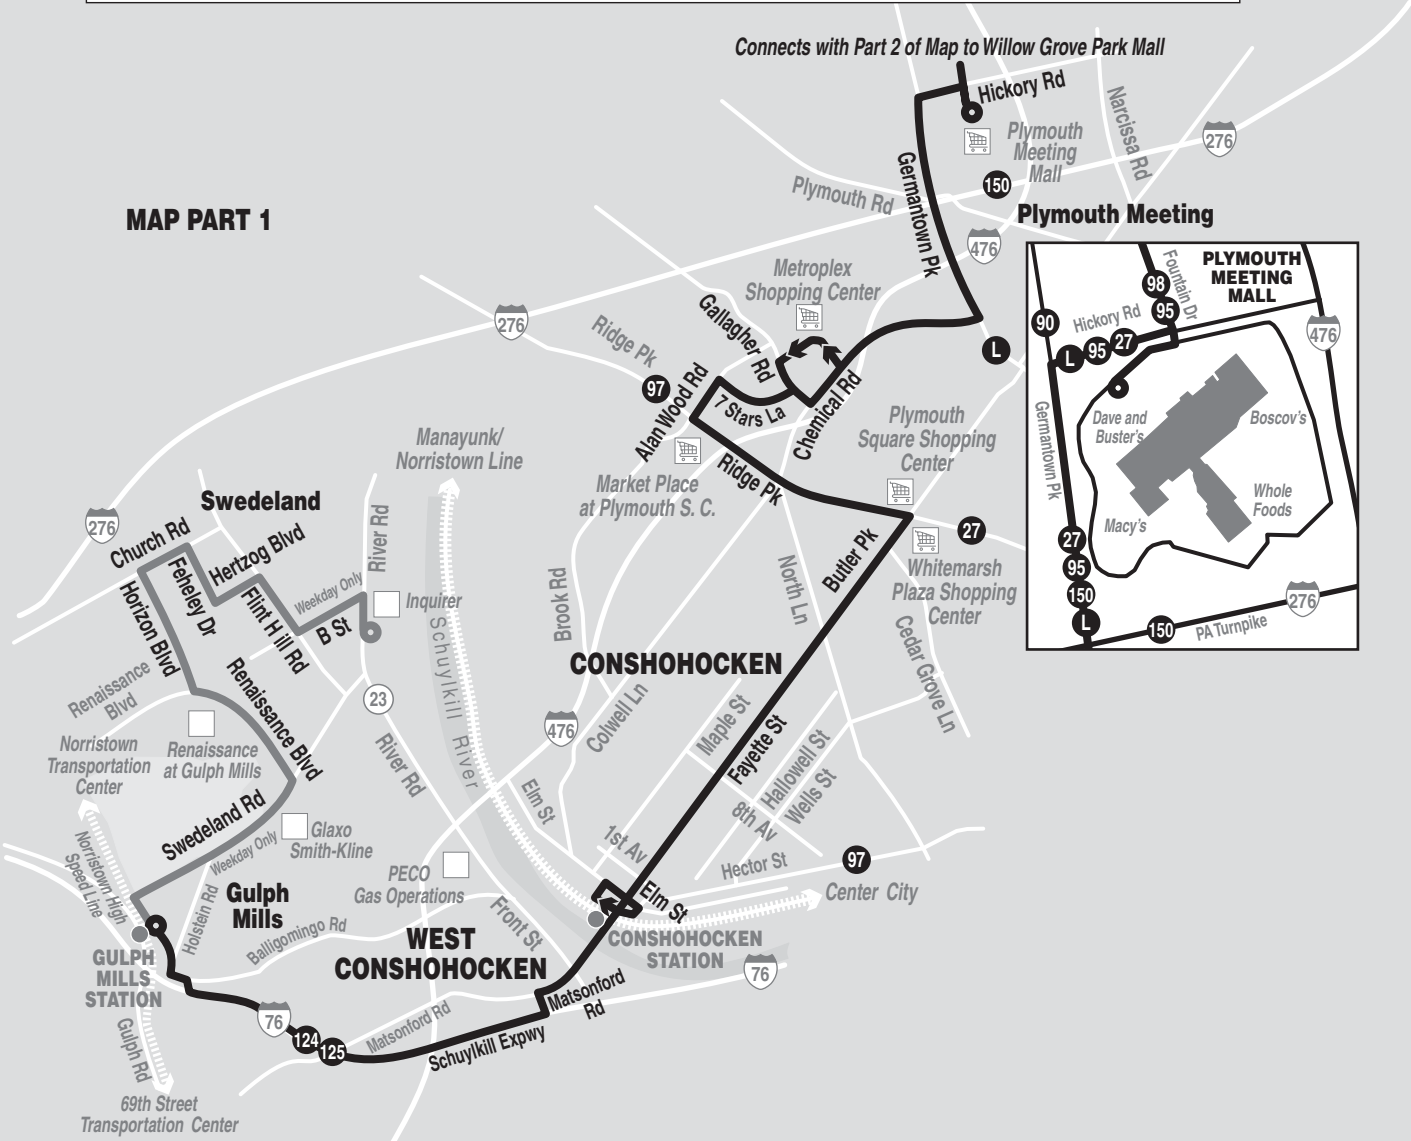 Connects with Part 2 of Map to Willow Grove Park Mall
Hickory Rd
Narcissa Rd
276
Plymouth
Meeting
Mall
150
Plymouth Rd
Germantown Pk
MAP PART 1
Plymouth Meeting
476
Metroplex
Shopping Center
Gallagher Rd
276
Ridge Pk
L
97
Alan Wood Rd
7 Stars La
Chemical Rd
PLYMOUTH
MEETING
MALL
Fountain Dr
98
95
90
Hickory Rd
476
L
95
27
Germantown Pk
Dave and
Buster's
Boscov's
Whole
Foods
Macy's
27
95
150
L
150
PA Turnpike
276
Plymouth
Square Shopping
Center
Manayunk/
Norristown Line
Ridge Pk
Market Place
at Plymouth S. C.
27
Swedeland
276
Church Rd
Hertzog Blvd
River Rd
Feheley Dr
Weekday Only
Flint H ill Rd
Horizon Blvd
B St
Inquirer
Schuylkill River
Brook Rd
North Ln
Butler Pk
Whitemarsh
Plaza Shopping
Center
Cedar Grove Ln
CONSHOHOCKEN
Renaissance
Blvd
Renaissance Blvd
23
476
Colwell Ln
Maple St
Fayette St
Hallowell St
Wells St
8th Av
Norristown
Transportation
Center
Renaissance
at Gulph Mills
River Rd
Elm St
Swedeland Rd
Weekday Only
Glaxo
Smith-Kline
1st Av
Hector St
97
Norristown High
Speed Line
PECO
Gas Operations
Center City
Elm St
Gulph
Mills
Holstein Rd
Balligomingo Rd
Front St
WEST
CONSHOHOCKEN
CONSHOHOCKEN
STATION
76
GULPH
MILLS
STATION
Matsonford
Rd
76
124
125
Matsonford Rd
Schuylkill Expwy
Gulph Rd
69th Street
Transportation Center